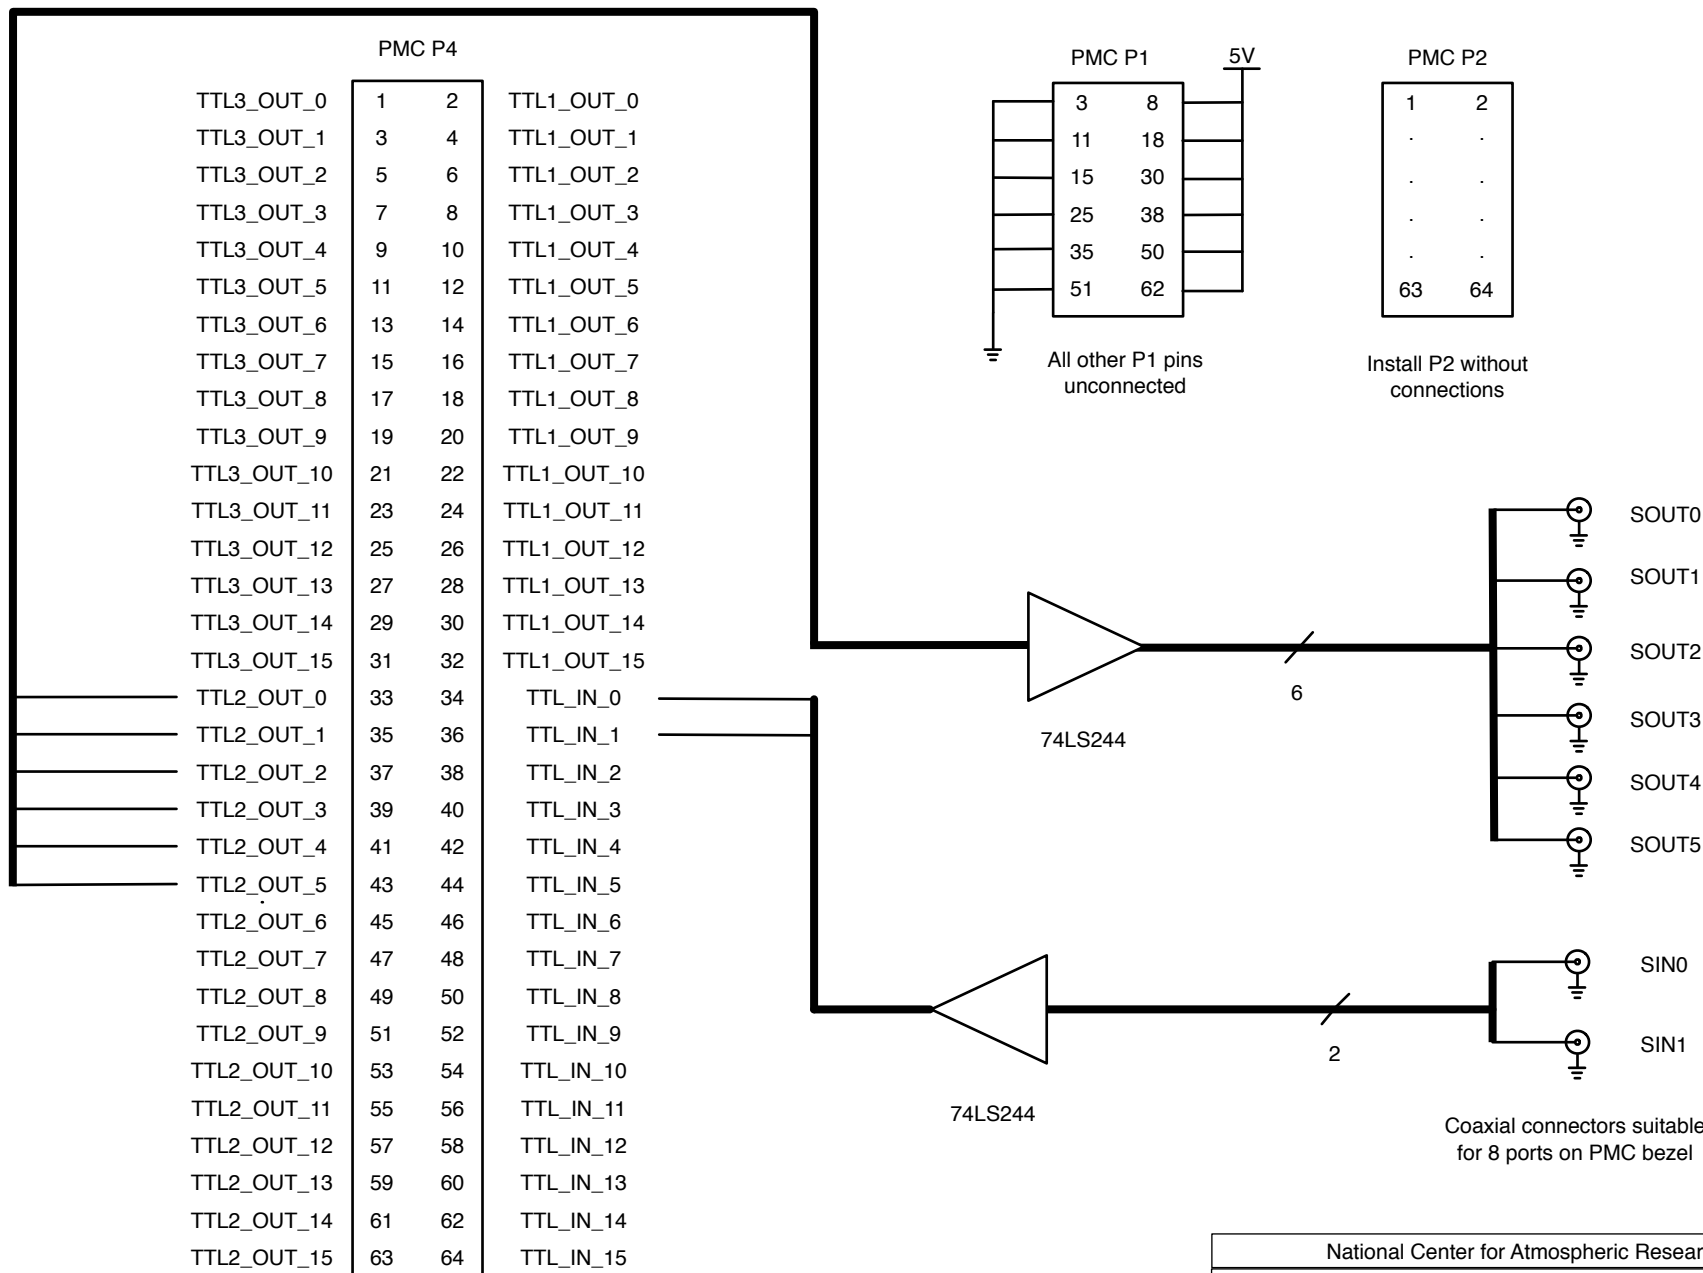 PMC P4
TTL3_OUT_0 1 2 TTL1_OUT_0
TTL3_OUT_1 3 4 TTL1_OUT_1
TTL3_OUT_2 5 6 TTL1_OUT_2
TTL3_OUT_3 7 8 TTL1_OUT_3
TTL3_OUT_4 9 10 TTL1_OUT_4
TTL3_OUT_5 11 12 TTL1_OUT_5
TTL3_OUT_6 13 14 TTL1_OUT_6
TTL3_OUT_7 15 16 TTL1_OUT_7
TTL3_OUT_8 17 18 TTL1_OUT_8
TTL3_OUT_9 19 20 TTL1_OUT_9
TTL3_OUT_10 21 22 TTL1_OUT_10
TTL3_OUT_11 23 24 TTL1_OUT_11
TTL3_OUT_12 25 26 TTL1_OUT_12
TTL3_OUT_13 27 28 TTL1_OUT_13
TTL3_OUT_14 29 30 TTL1_OUT_14
TTL3_OUT_15 31 32 TTL1_OUT_15
TTL2_OUT_0 33 34 TTL_IN_0
TTL2_OUT_1 35 36 TTL_IN_1
TTL2_OUT_2 37 38 TTL_IN_2
TTL2_OUT_3 39 40 TTL_IN_3
TTL2_OUT_4 41 42 TTL_IN_4
TTL2_OUT_5 43 44 TTL_IN_5
TTL2_OUT_6 45 46 TTL_IN_6
TTL2_OUT_7 47 48 TTL_IN_7
TTL2_OUT_8 49 50 TTL_IN_8
TTL2_OUT_9 51 52 TTL_IN_9
TTL2_OUT_10 53 54 TTL_IN_10
TTL2_OUT_11 55 56 TTL_IN_11
TTL2_OUT_12 57 58 TTL_IN_12
TTL2_OUT_13 59 60 TTL_IN_13
TTL2_OUT_14 61 62 TTL_IN_14
TTL2_OUT_15 63 64 TTL_IN_15
PMC P1
5V
3 8
11 18
15 30
25 38
35 50
51 62
All other P1 pins
unconnected
PMC P2
1 2
. .
. .
. .
. .
63 64
Install P2 without
connections
74LS244
6
SOUT0
SOUT1
SOUT2
SOUT3
SOUT4
SOUT5
74LS244
2
SIN0
SIN1
Coaxial connectors suitable
for 8 ports on PMC bezel
National Center for Atmospheric Resear